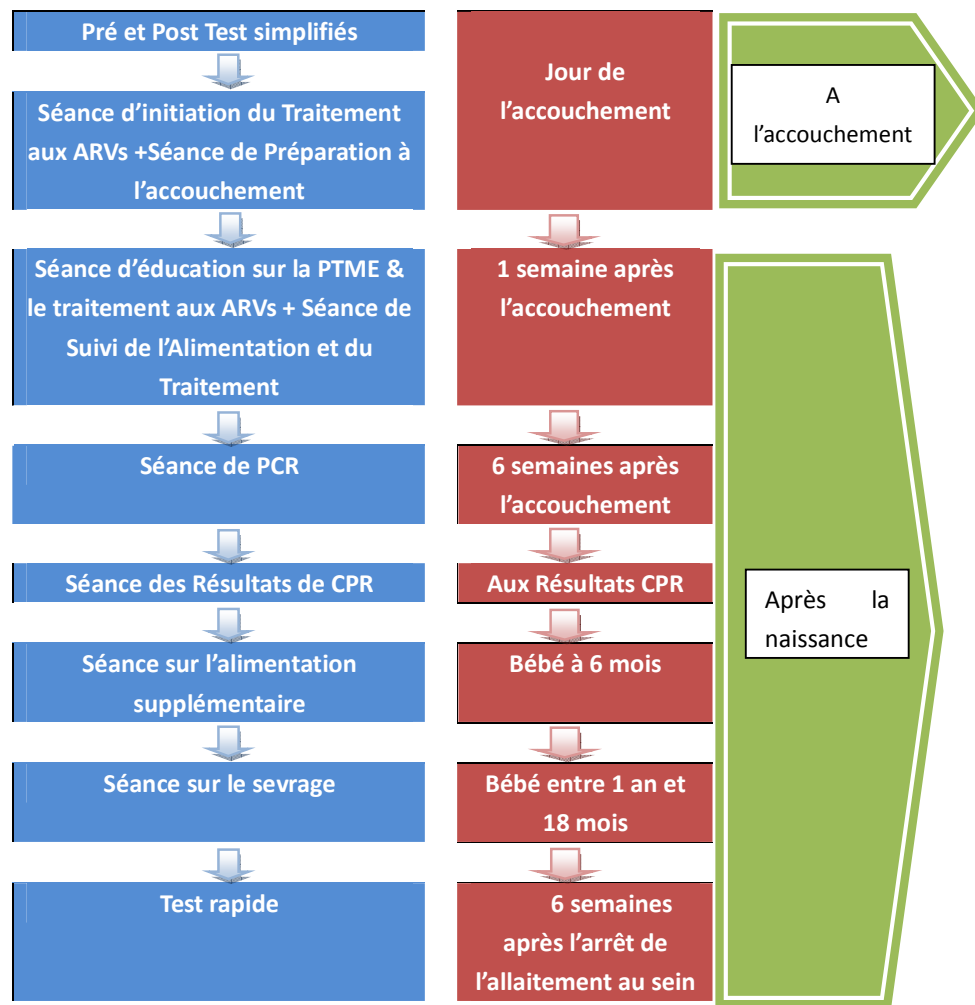 Pré et Post Test simplifiés
Jour de
l'accouchement
A
l'accouchement
Séance d'initiation du Traitement
aux ARVs +Séance de Préparation à
l'accouchement
Séance d'éducation sur la PTME &
le traitement aux ARVs + Séance de
Suivi de l'Alimentation et du
Traitement
1 semaine après
l'accouchement
Séance de PCR
6 semaines après
l'accouchement
Séance des Résultats de CPR
Aux Résultats CPR
Après la
naissance
Séance sur l'alimentation
supplémentaire
Bébé à 6 mois
Séance sur le sevrage
Bébé entre 1 an et
18 mois
Test rapide
6 semaines
après l'arrêt de
l'allaitement au sein